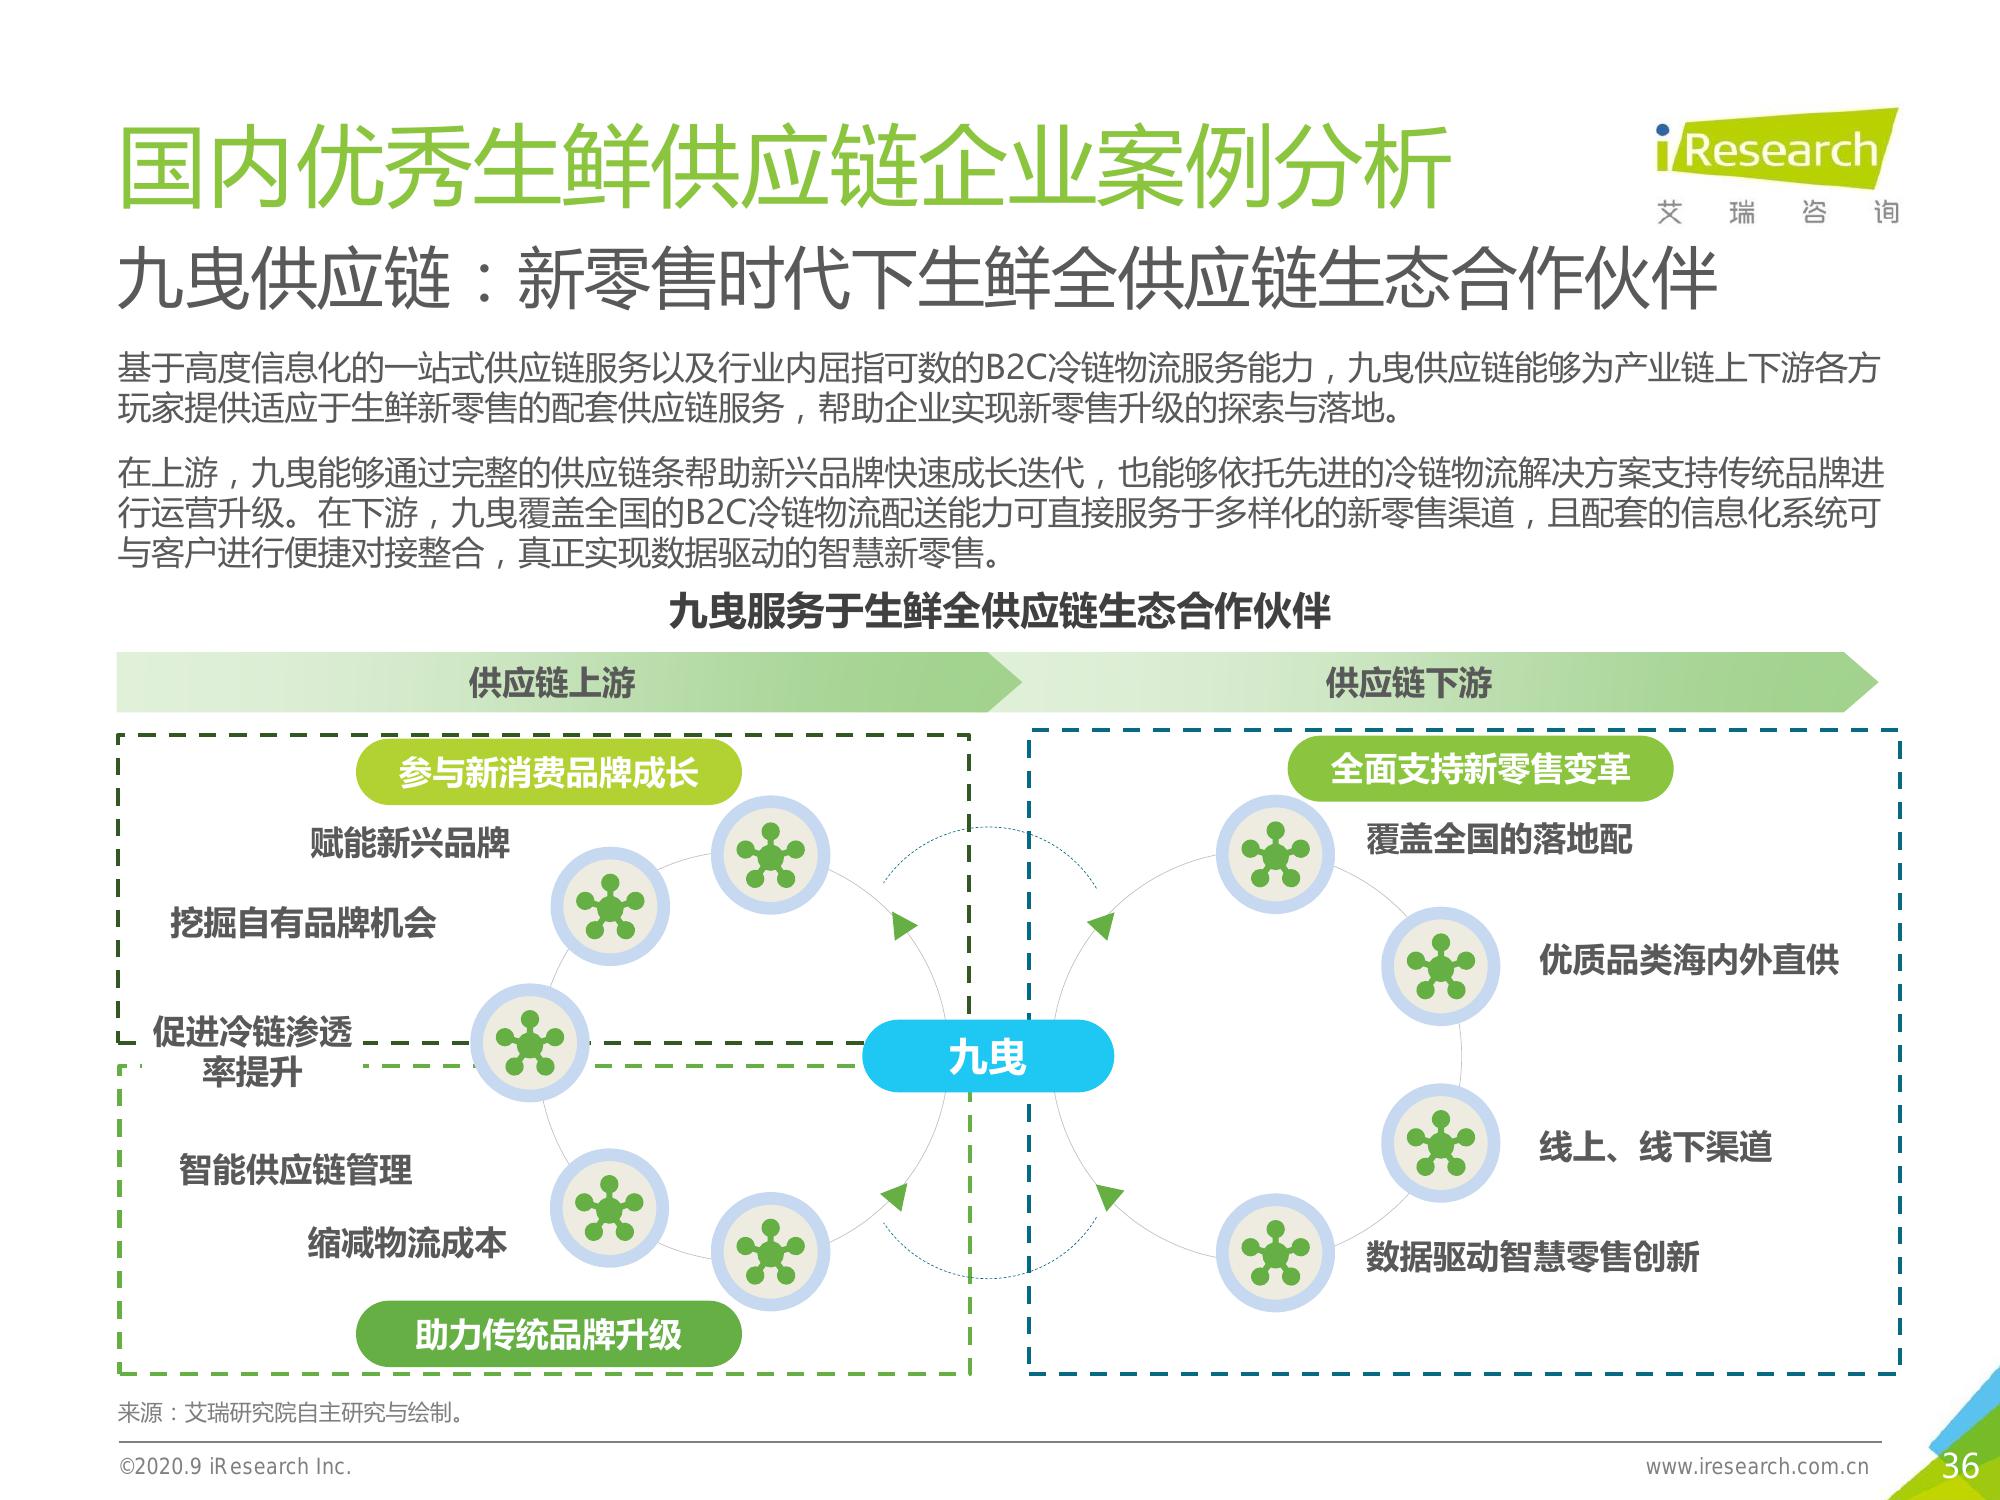 国内优秀生鲜供应链企业案例分析
iResearch
艾 瑞 咨 询
九曳供应链：新零售时代下生鲜全供应链生态合作伙伴
基于高度信息化的一站式供应链服务以及行业内屈指可数的B2C冷链物流服务能力，九曳供应链能够为产业链上下游各方
玩家提供适应于生鲜新零售的配套供应链服务，帮助企业实现新零售升级的探索与落地。
在上游，九曳能够通过完整的供应链条帮助新兴品牌快速成长迭代，也能够依托先进的冷链物流解决方案支持传统品牌进
行运营升级。在下游，九曳覆盖全国的B2C冷链物流配送能力可直接服务于多样化的新零售渠道，且配套的信息化系统可
与客户进行便捷对接整合，真正实现数据驱动的智慧新零售。
九曳服务于生鲜全供应链生态合作伙伴
供应链上游
供应链下游
参与新消费品牌成长
赋能新兴品牌
挖掘自有品牌机会
促进冷链渗透
率提升
智能供应链管理
缩减物流成本
助力传统品牌升级
九曳
全面支持新零售变革
覆盖全国的落地配
优质品类海内外直供
线上、线下渠道
数据驱动智慧零售创新
来源：艾瑞研究院自主研究与绘制。
©2020.9 iResearch Inc.
www.iresearch.com.cn
36